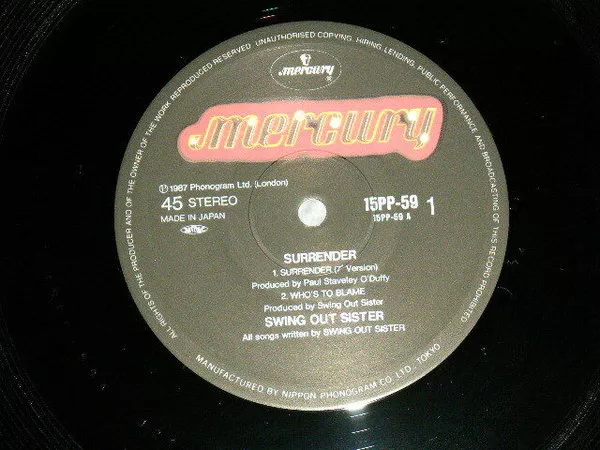 ALL RIGHTS OF THE PRODUCER AND OF THE OWNER OF THE WORK REPRODUCED RESERVED. UNAUTHORISED COPYING, HIRING, LENDING, PUBLIC PERFORMANCE AND BROADCASTING OF THIS RECORD PROHIBITED
mercury
mercury
Ⓟ 1987 Phonogram Ltd. (London)
45 STEREO
MADE IN JAPAN
15PP-59 1
15PP-59 A
SURRENDER
1. SURRENDER (7″ Version)
Produced by Paul Staveley O'Duffy
2. WHO'S TO BLAME
Produced by Swing Out Sister
SWING OUT SISTER
All songs written by SWING OUT SISTER
MANUFACTURED BY NIPPON PHONOGRAM CO., LTD., TOKYO